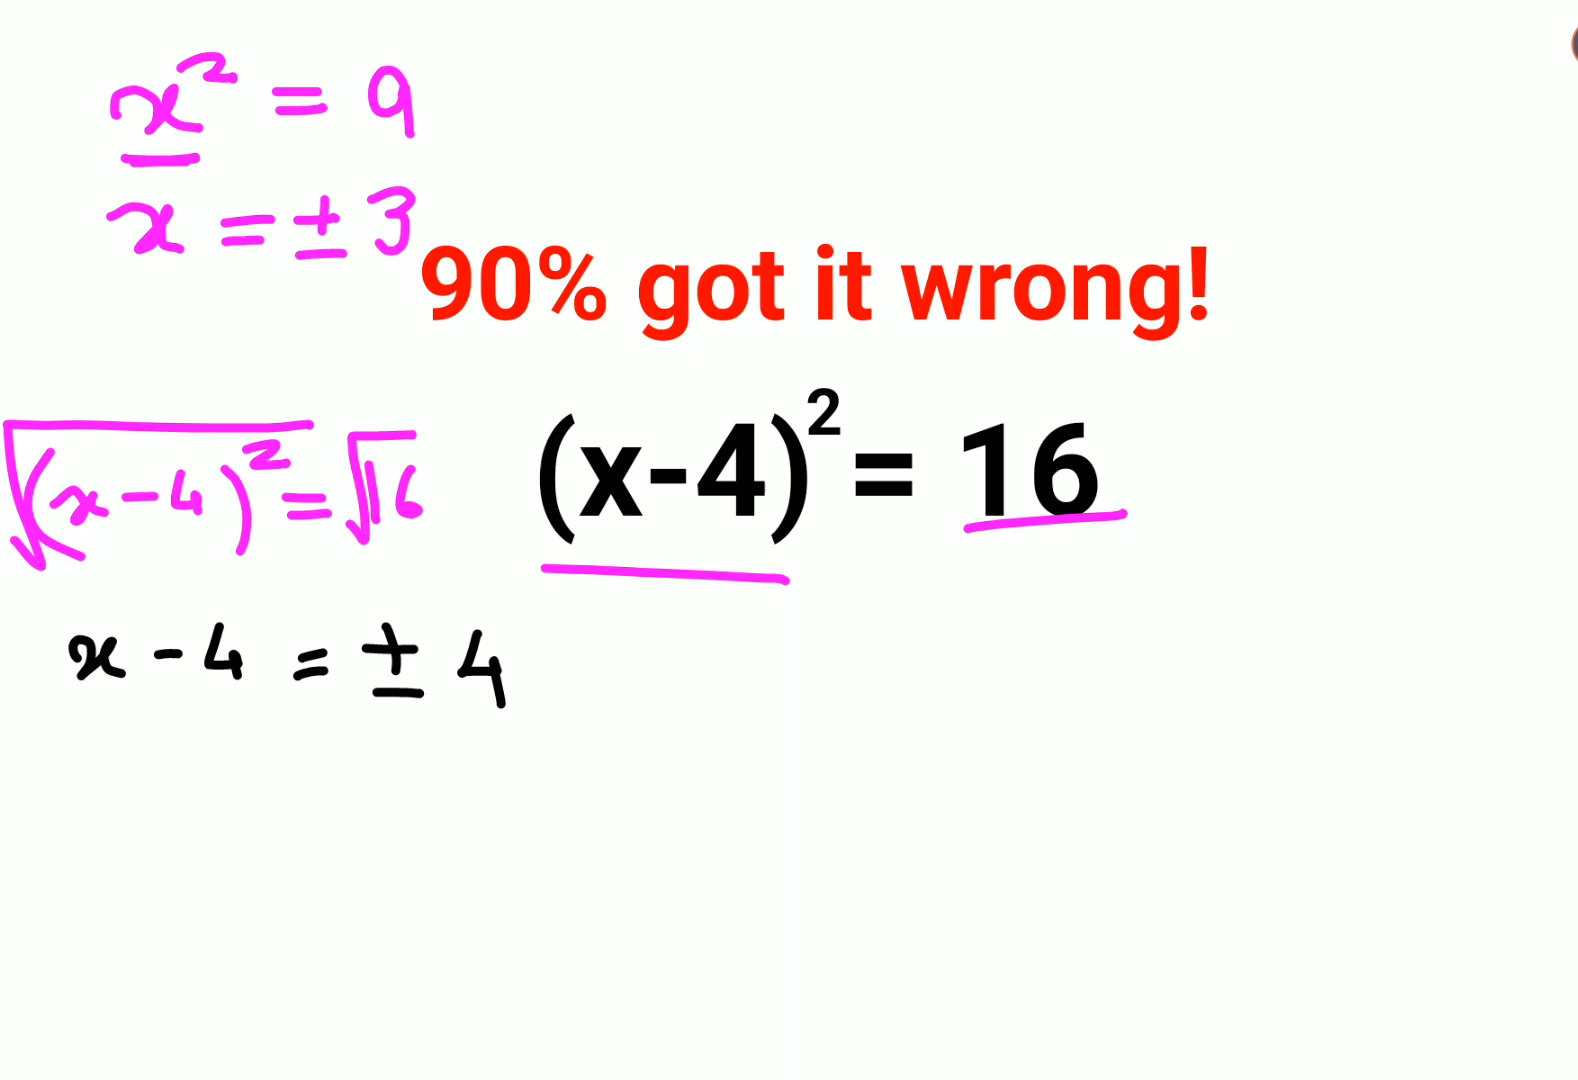 x² = 9
x = ± 3
90% got it wrong!
√(x-4)² = √16
(x-4)² = 16
x - 4 = ± 4